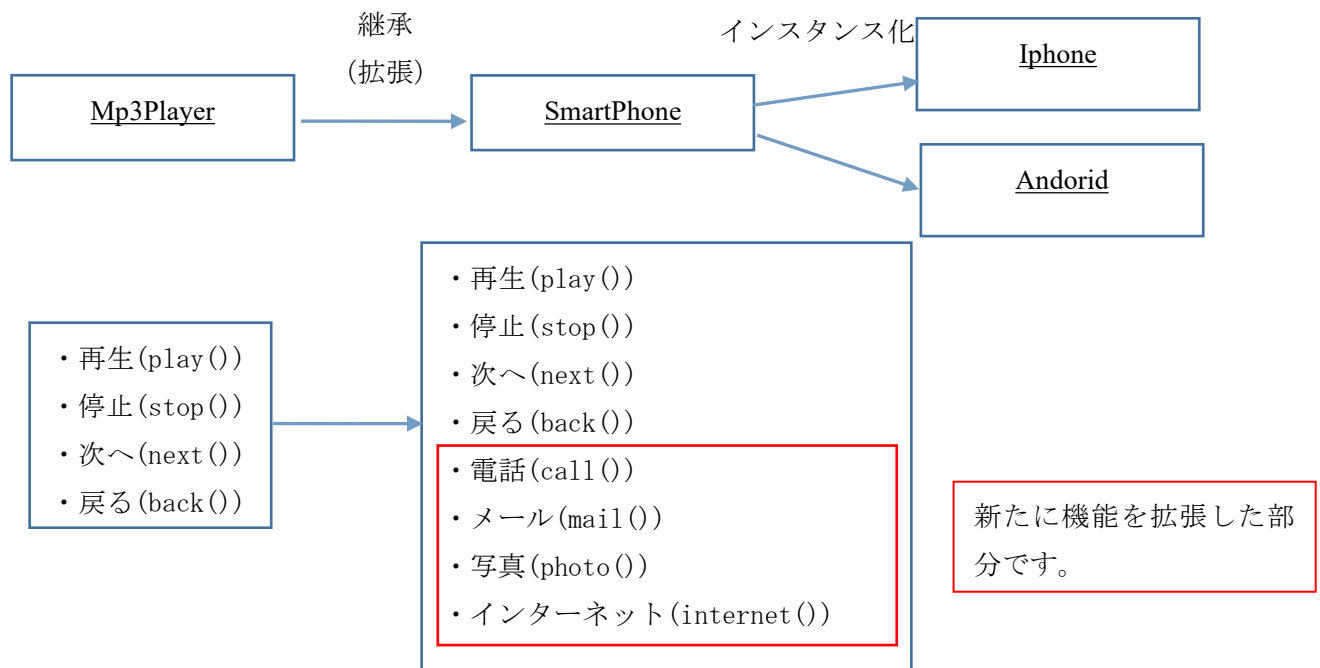 継承
(拡張)
インスタンス化
Iphone
Mp3Player
SmartPhone
Andorid
・再生(play())
・停止(stop())
・次へ(next())
・戻る(back())
・再生(play())
・停止(stop())
・次へ(next())
・戻る(back())
・電話(call())
・メール(mail())
・写真(photo())
・インターネット(internet())
新たに機能を拡張した部
分です。